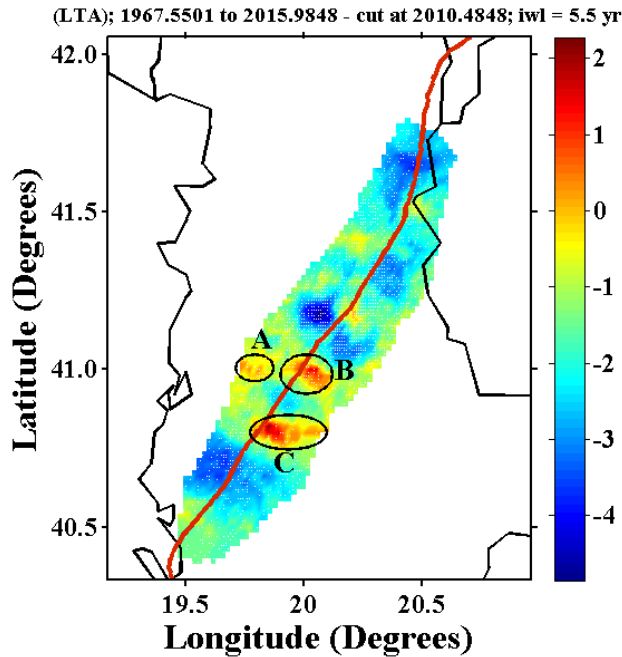 (LTA); 1967.5501 to 2015.9848 - cut at 2010.4848; iwl = 5.5 yr
42.0
41.5
41.0
40.5
Latitude (Degrees)
A
B
C
19.5
20
20.5
Longitude (Degrees)
2
1
0
-1
-2
-3
-4